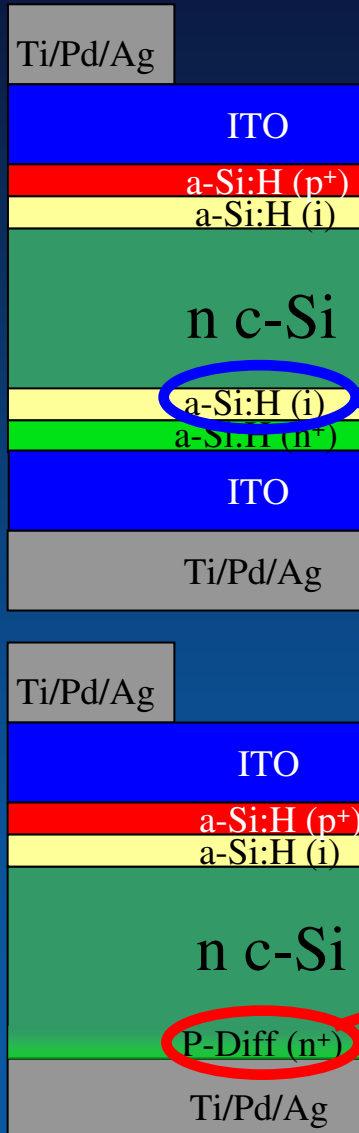 Ti/Pd/Ag
ITO
a-Si:H (p⁺)
a-Si:H (i)
n c-Si
a-Si:H (i)
a-Si:H (n⁺)
ITO
Ti/Pd/Ag
Ti/Pd/Ag
ITO
a-Si:H (p⁺)
a-Si:H (i)
n c-Si
P-Diff (n⁺)
Ti/Pd/Ag